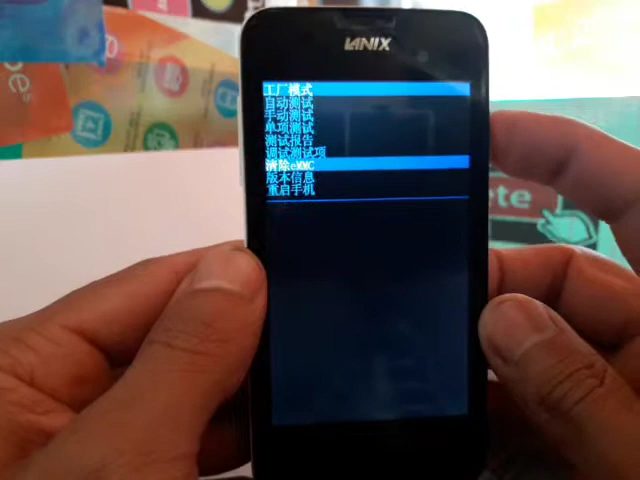 LANIX
工厂模式
自动测试
手动测试
单项测试
测试报告
调试测试项
清除eMMC
版本信息
重启手机
ete